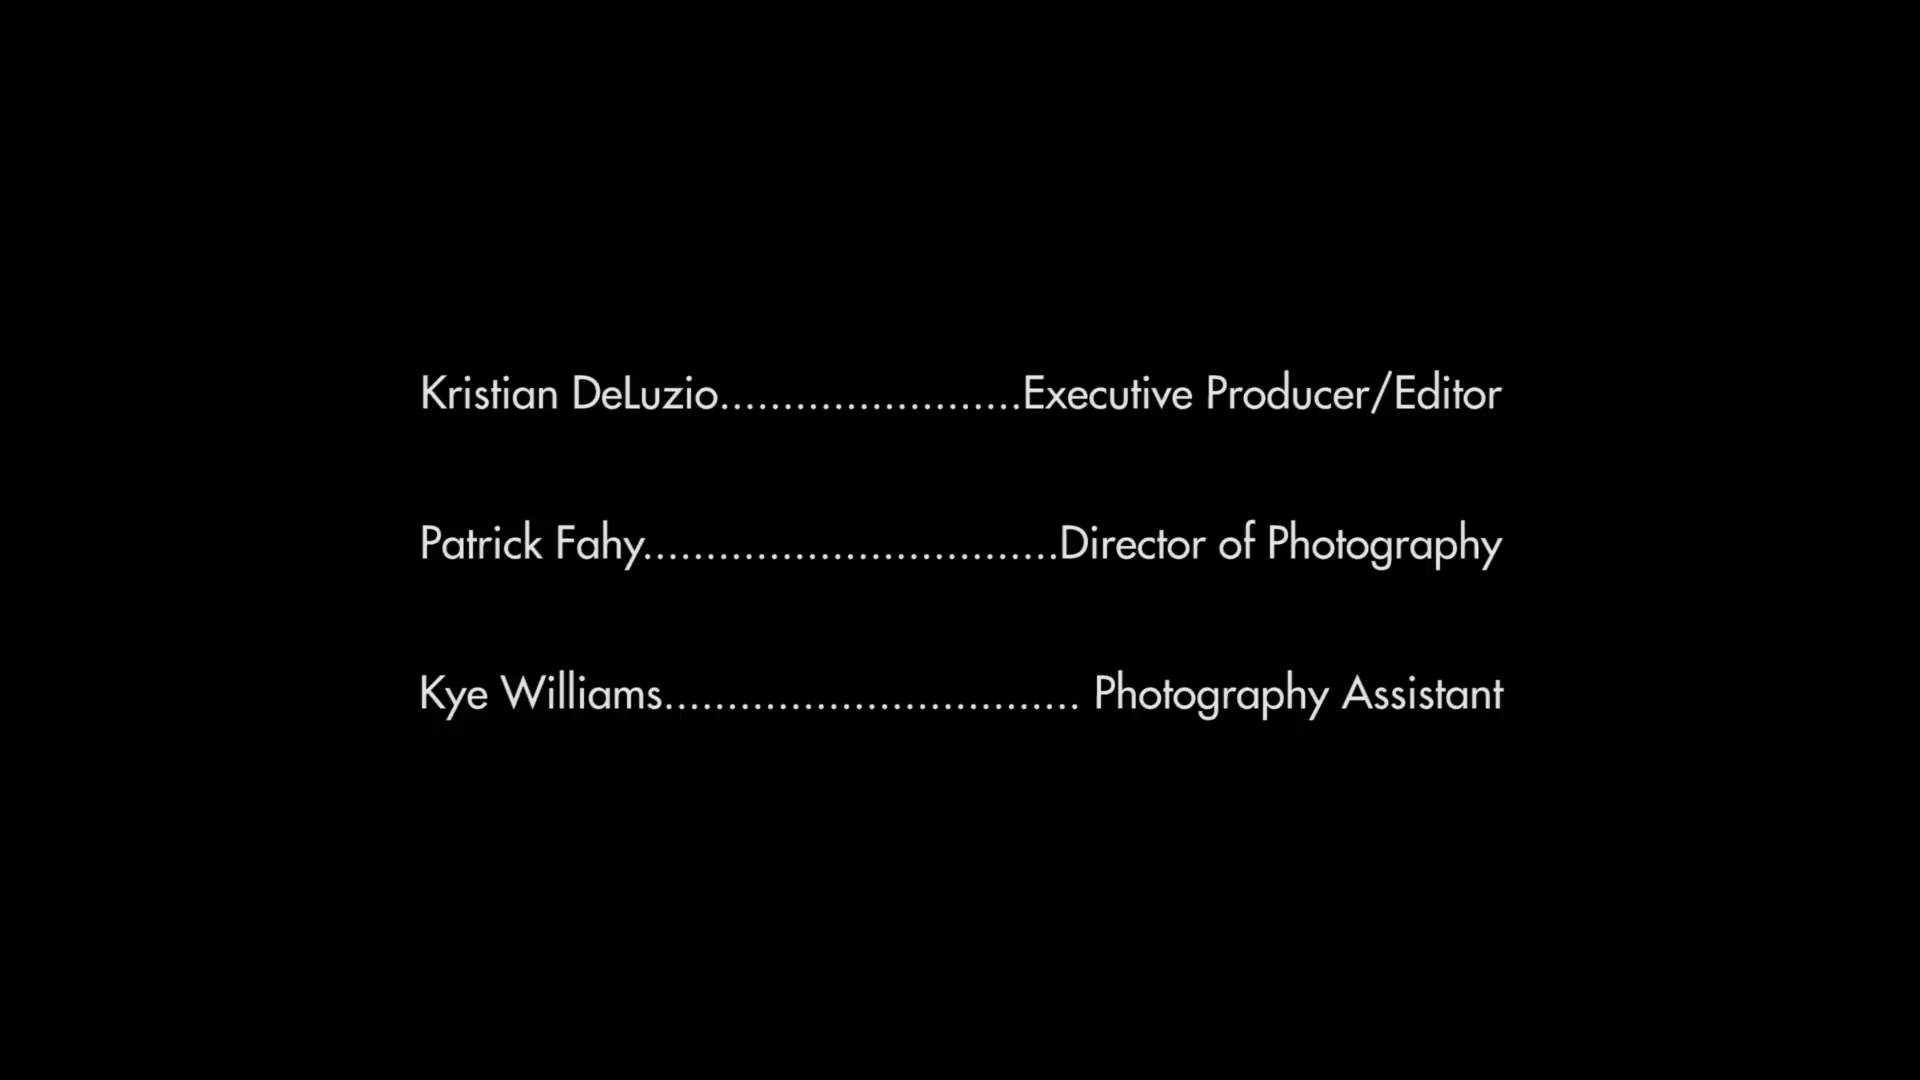 Kristian DeLuzio........................Executive Producer/Editor
Patrick Fahy.................................Director of Photography
Kye Williams................................. Photography Assistant